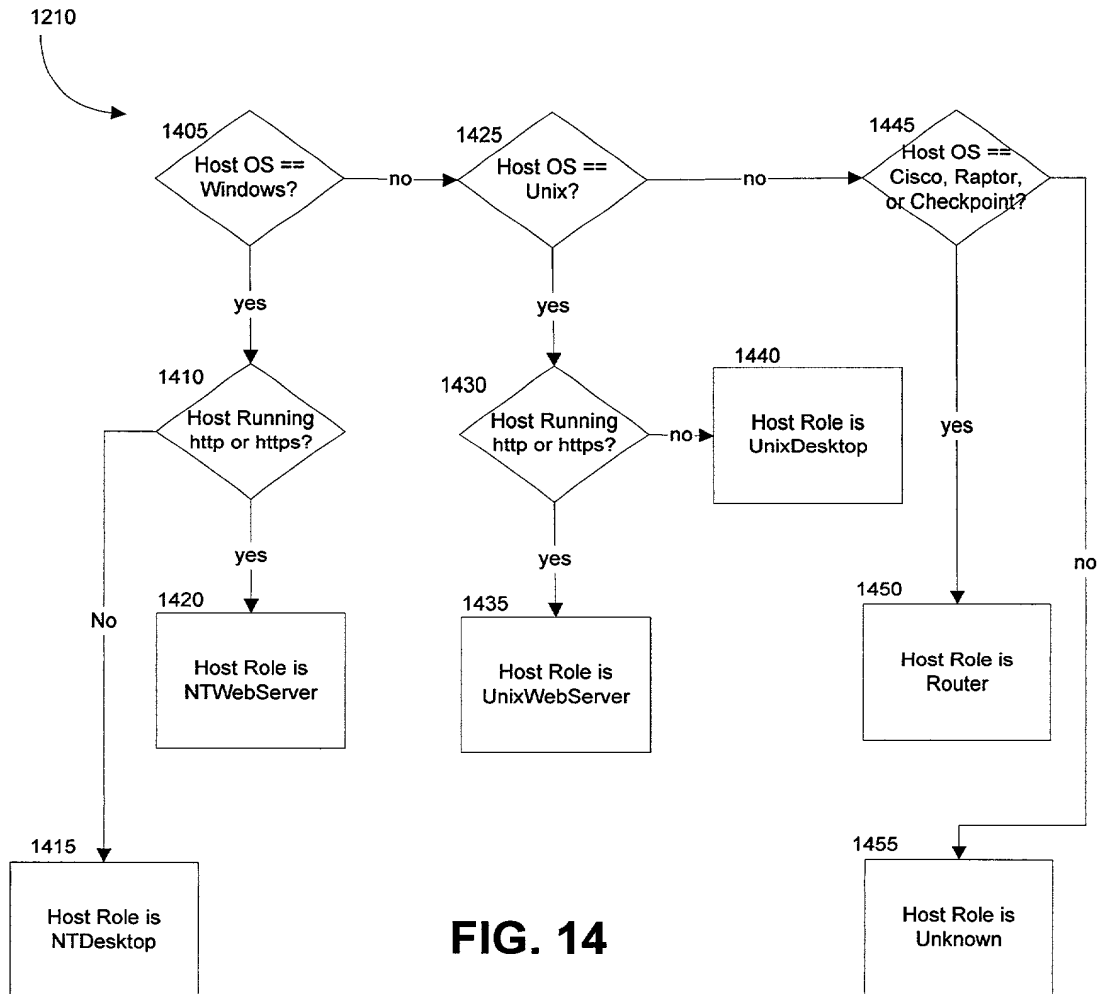 1210
1405
Host OS ==
Windows?
no
1425
Host OS ==
Unix?
no
1445
Host OS ==
Cisco, Raptor,
or Checkpoint?
yes
yes
yes
no
1410
Host Running
http or https?
No
yes
1430
Host Running
http or https?
no
yes
1440
Host Role is
UnixDesktop
1420
Host Role is
NTWebServer
1435
Host Role is
UnixWebServer
1450
Host Role is
Router
1415
Host Role is
NTDesktop
1455
Host Role is
Unknown
FIG. 14